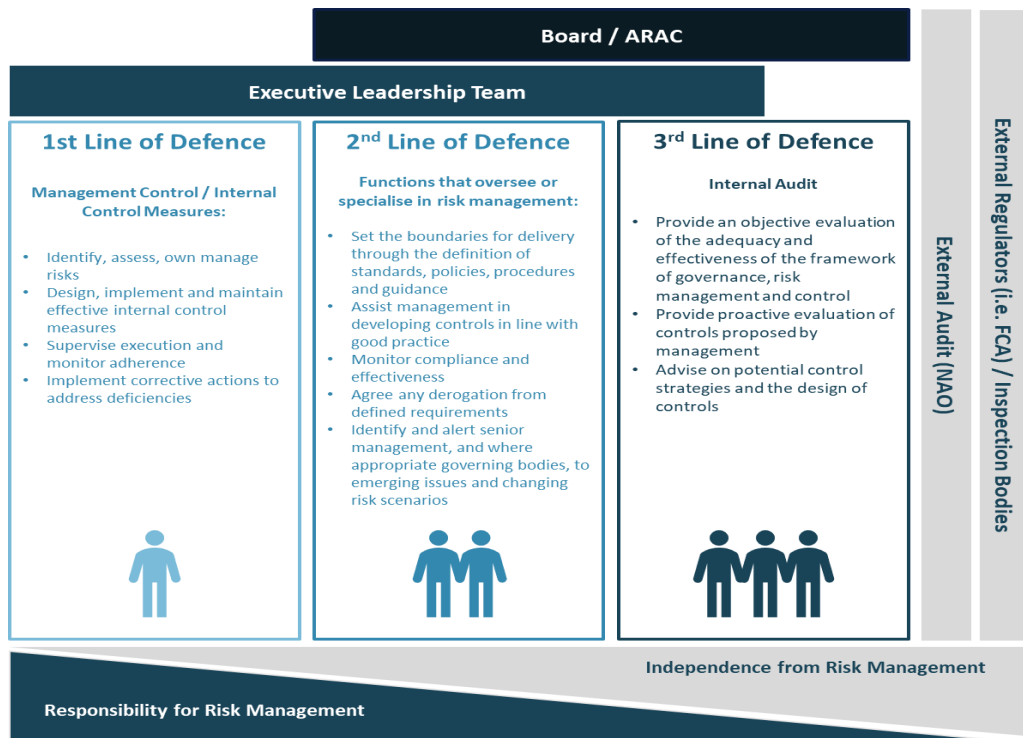 Board / ARAC
Executive Leadership Team
1st Line of Defence
Management Control / Internal
Control Measures:
• Identify, assess, own manage
risks
• Design, implement and maintain
effective internal control
measures
• Supervise execution and
monitor adherence
• Implement corrective actions to
address deficiencies
2nd Line of Defence
Functions that oversee or
specialise in risk management:
• Set the boundaries for delivery
through the definition of
standards, policies, procedures
and guidance
• Assist management in
developing controls in line with
good practice
• Monitor compliance and
effectiveness
• Agree any derogation from
defined requirements
• Identify and alert senior
management, and where
appropriate governing bodies, to
emerging issues and changing
risk scenarios
3rd Line of Defence
Internal Audit
• Provide an objective evaluation
of the adequacy and
effectiveness of the framework
of governance, risk
management and control
• Provide proactive evaluation of
controls proposed by
management
• Advise on potential control
strategies and the design of
controls
External Audit (NAO)
External Regulators (i.e. FCA) / Inspection Bodies
Independence from Risk Management
Responsibility for Risk Management